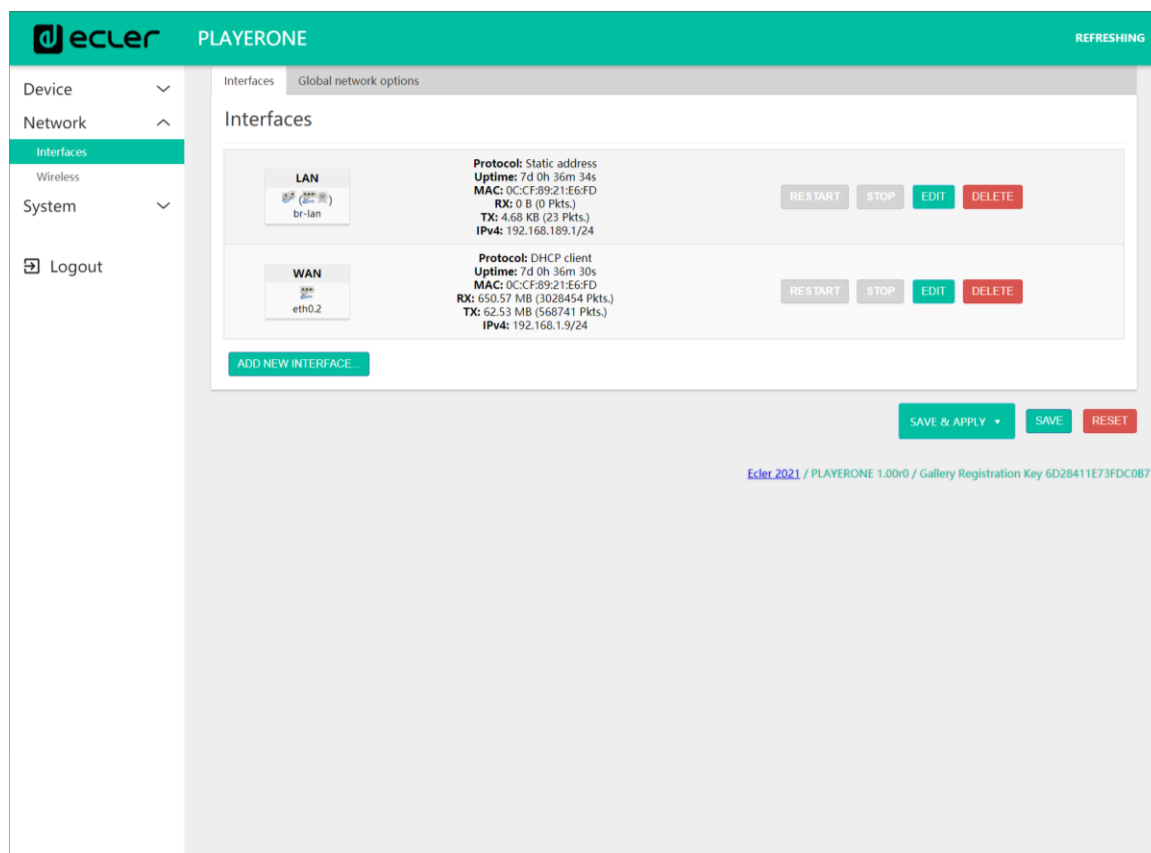 ecler PLAYERONE REFRESHING
Device
Network
Interfaces
Wireless
System
Logout
Interfaces Global network options
Interfaces
LAN
br-lan
Protocol: Static address
Uptime: 7d 0h 36m 34s
MAC: 0C:CF:89:21:E6:FD
RX: 0 B (0 Pkts.)
TX: 4.68 KB (23 Pkts.)
IPv4: 192.168.189.1/24
RESTART STOP EDIT DELETE
WAN
eth0.2
Protocol: DHCP client
Uptime: 7d 0h 36m 30s
MAC: 0C:CF:89:21:E6:FD
RX: 650.57 MB (3028454 Pkts.)
TX: 62.53 MB (568741 Pkts.)
IPv4: 192.168.1.9/24
RESTART STOP EDIT DELETE
ADD NEW INTERFACE...
SAVE & APPLY SAVE RESET
Ecler 2021 / PLAYERONE 1.00r0 / Gallery Registration Key 6D28411E73FDC0B7